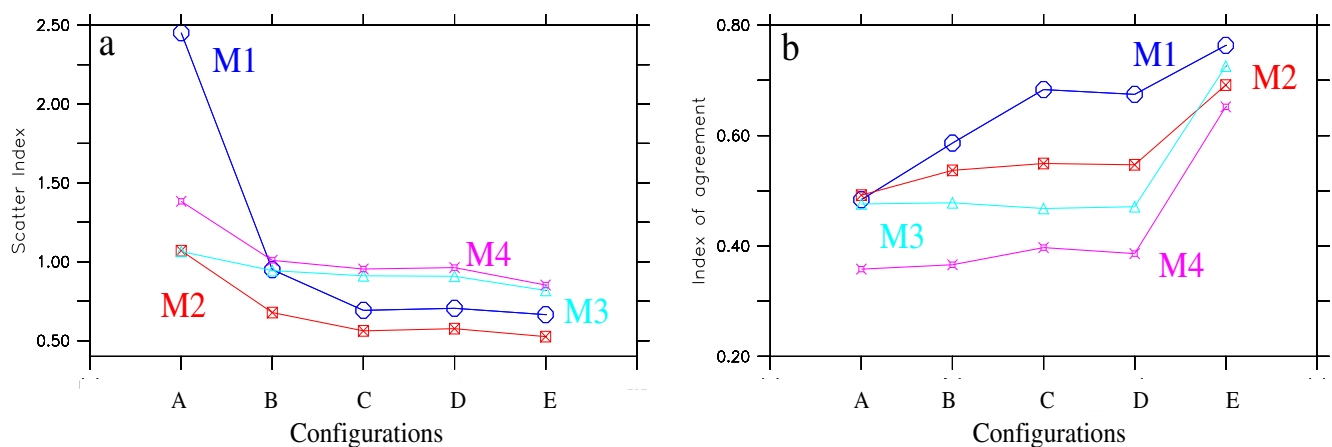 a
Scatter Index
2.50
2.00
1.50
1.00
0.50
M1
M4
M2
M3
A B C D E
Configurations
b
Index of agreement
0.80
0.60
0.40
0.20
M1
M2
M3
M4
A B C D E
Configurations